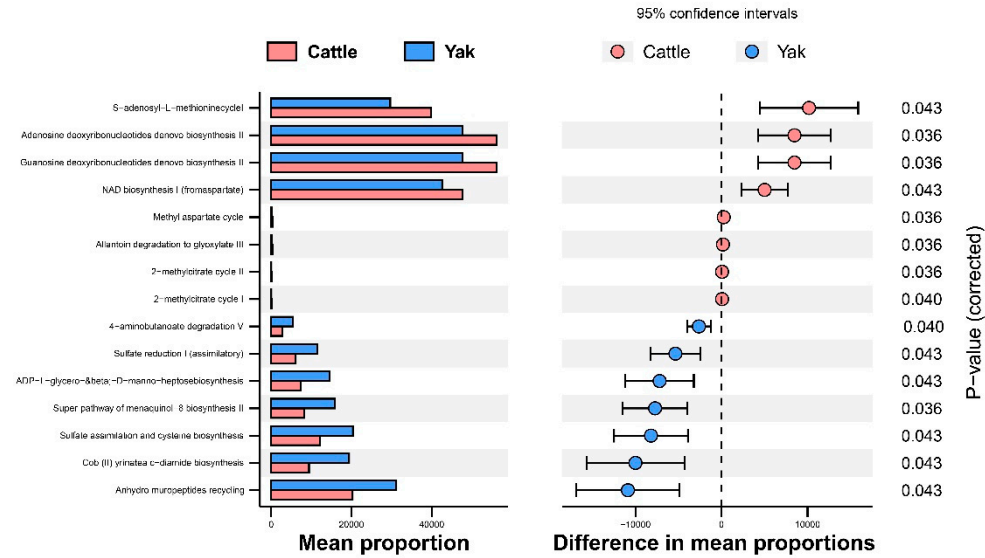 95% confidence intervals
Cattle Yak Cattle Yak
S-adenosyl-L-methioninecycleI 0.043
Adenosine deoxyribonucleotides denovo biosynthesis II 0.036
Guanosine deoxyribonucleotides denovo biosynthesis II 0.036
NAD biosynthesis I (fromaspartate) 0.043
Methyl aspartate cycle 0.036
Allantoin degradation to glyoxylate III 0.036
2-methylcitrate cycle II 0.036
2-methylcitrate cycle I 0.040
4-aminobutanoate degradation V 0.040
Sulfate reduction I (assimilatory) 0.043
ADP-L-glycero-&beta;-D-manno-heptosebiosynthesis 0.043
Super pathway of menaquinol 8 biosynthesis II 0.036
Sulfate assimilation and cysteine biosynthesis 0.043
Cob (II) yrinatea c-diamide biosynthesis 0.043
Anhydro muropeptides recycling 0.043
P-value (corrected)
0 20000 40000 -10000 0 10000
Mean proportion Difference in mean proportions